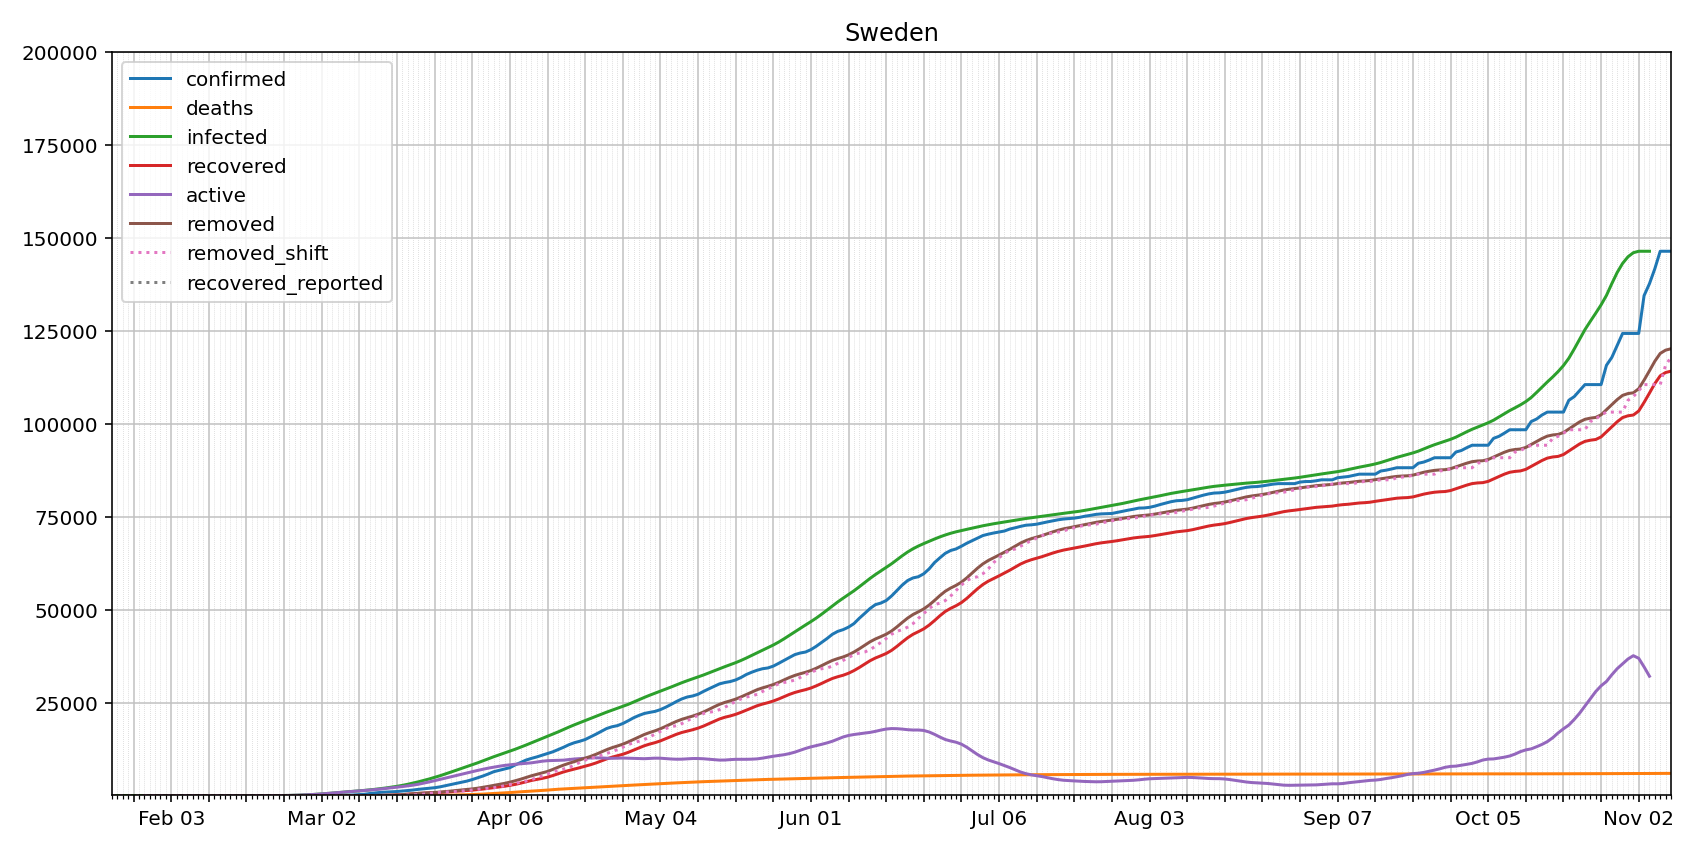 Sweden
200000
175000
150000
125000
100000
75000
50000
25000
confirmed
deaths
infected
recovered
active
removed
removed_shift
recovered_reported
Feb 03 Mar 02 Apr 06 May 04 Jun 01 Jul 06 Aug 03 Sep 07 Oct 05 Nov 02